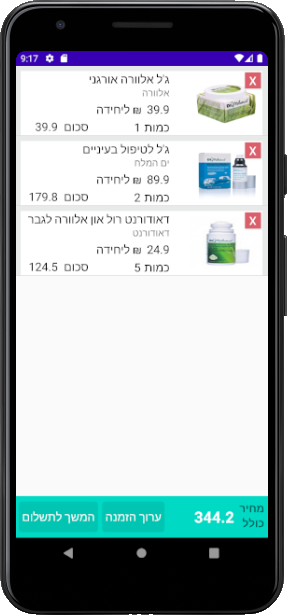 9:17
X
ג'ל אלוורה אורגני
אלוורה
39.9 ₪ ליחידה
כמות 1 סכום 39.9
X
ג'ל לטיפול בעיניים
ים המלח
89.9 ₪ ליחידה
כמות 2 סכום 179.8
X
דאודורנט רול און אלוורה לגבר
דאודורנט
24.9 ₪ ליחידה
כמות 5 סכום 124.5
מחיר כולל
344.2
ערוך הזמנה
המשך לתשלום